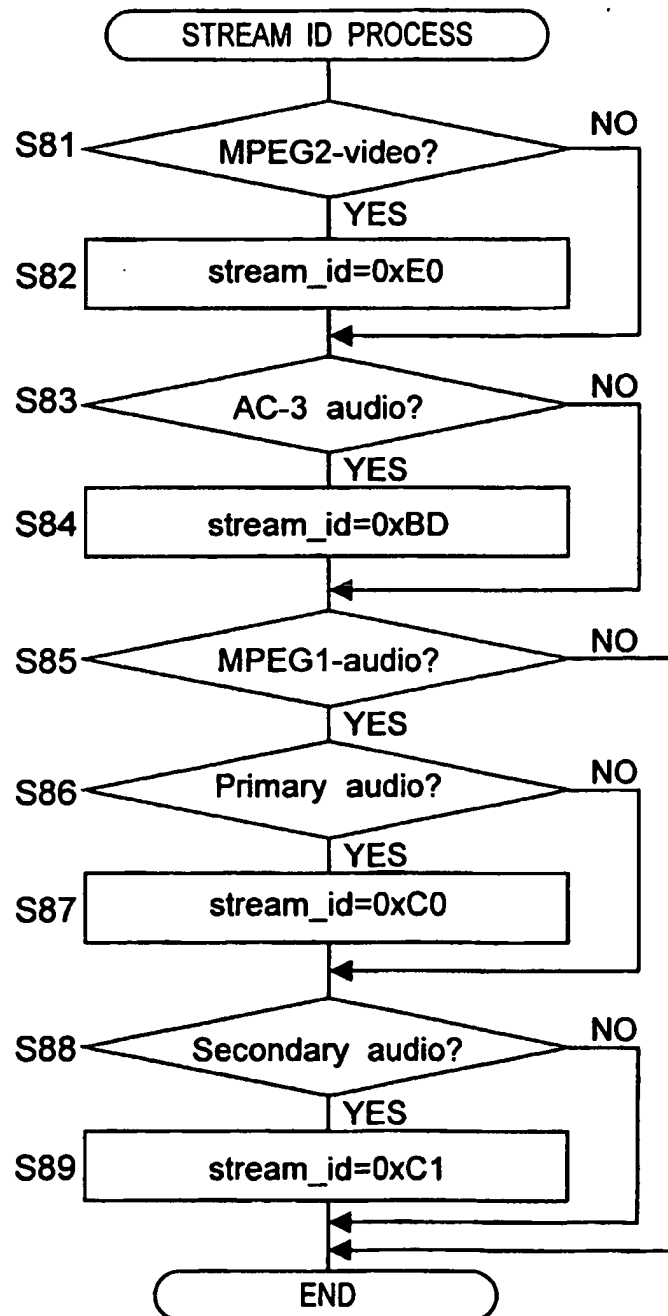 STREAM ID PROCESS
S81
MPEG2-video?
NO
YES
S82
stream_id=0xE0
S83
AC-3 audio?
NO
YES
S84
stream_id=0xBD
S85
MPEG1-audio?
NO
YES
S86
Primary audio?
NO
YES
S87
stream_id=0xC0
S88
Secondary audio?
NO
YES
S89
stream_id=0xC1
END